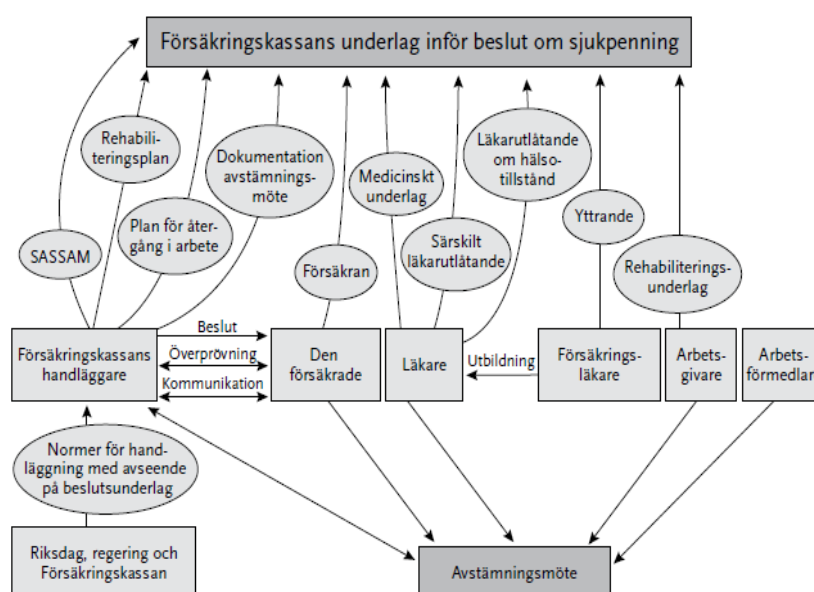 Försäkringskassans underlag inför beslut om sjukpenning
Rehabili-
teringsplan
Dokumentation
avstämnings-
möte
Medicinskt
underlag
Läkarutlåtande
om hälso-
tillstånd
SASSAM
Plan för åter-
gång i arbete
Försäkran
Särskilt
läkarutlåtande
Yttrande
Rehabiliterings-
underlag
Försäkringskassans
handläggare
Beslut
Överprövning
Kommunikation
Den
försäkrade
Läkare
Utbildning
Försäkrings-
läkare
Arbets-
givare
Arbets-
förmedlar
Normer för hand-
läggning med avseende
på beslutsunderlag
Riksdag, regering och
Försäkringskassan
Avstämningsmöte